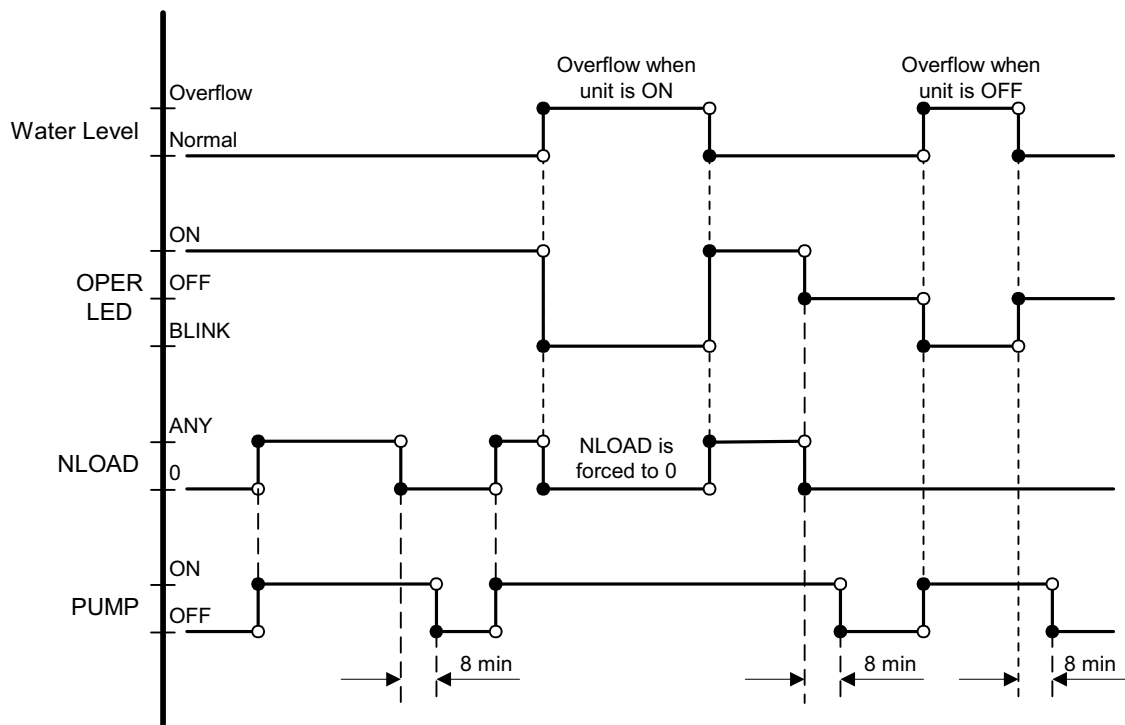 Overflow when
unit is ON
Overflow when
unit is OFF
Overflow
Water Level
Normal
ON
OPER
LED
OFF
BLINK
ANY
NLOAD
0
NLOAD is
forced to 0
ON
PUMP
OFF
8 min
8 min
8 min